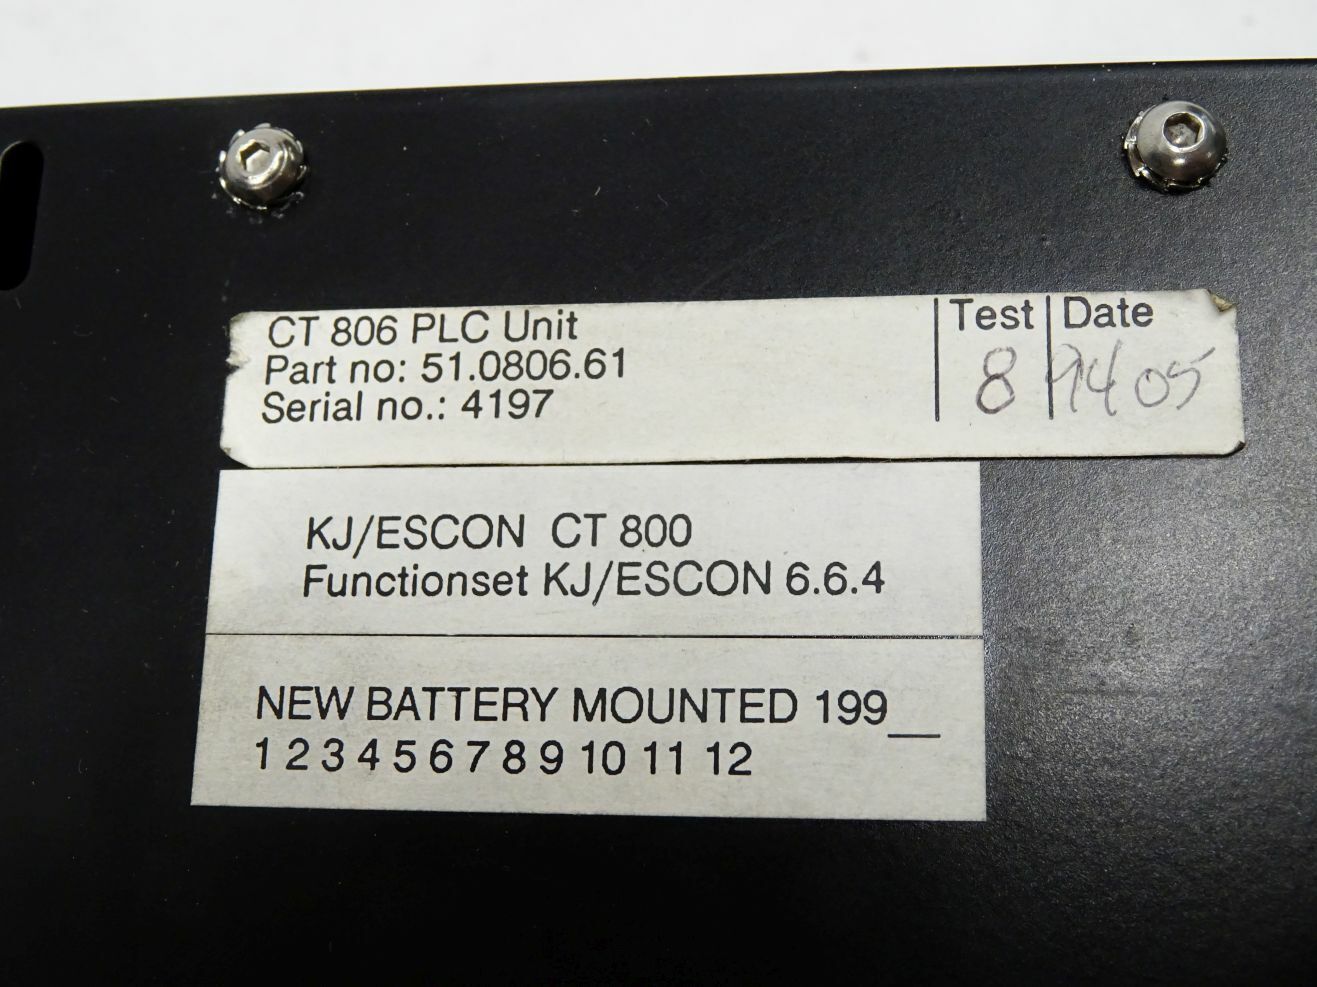 CT 806 PLC Unit
Part no: 51.0806.61
Serial no.: 4197
Test Date
8 9405
KJ/ESCON CT 800
Functionset KJ/ESCON 6.6.4
NEW BATTERY MOUNTED 199__
1 2 3 4 5 6 7 8 9 10 11 12